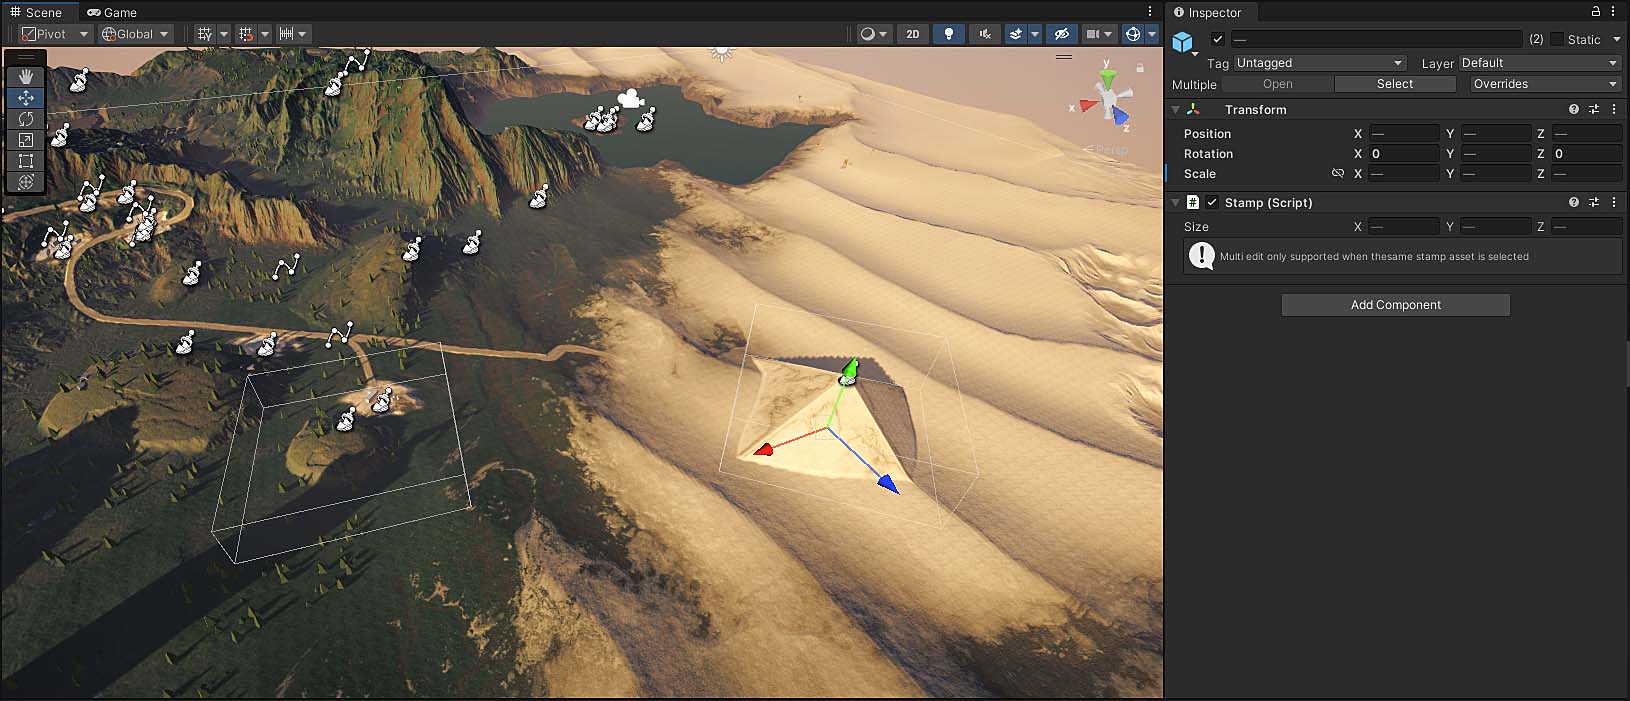 Scene Game
Pivot Global
2D
y
x
z
Persp
Inspector
— (2) Static
Tag Untagged Layer Default
Multiple Open Select Overrides
Transform
Position X — Y — Z —
Rotation X 0 Y — Z 0
Scale X — Y — Z —
# Stamp (Script)
Size X — Y — Z —
Multi edit only supported when thesame stamp asset is selected
Add Component